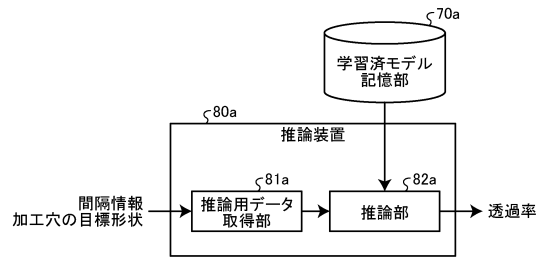 70a
学習済モデル
記憶部
80a
推論装置
81a
82a
間隔情報
加工穴の目標形状
推論用データ
取得部
推論部
透過率